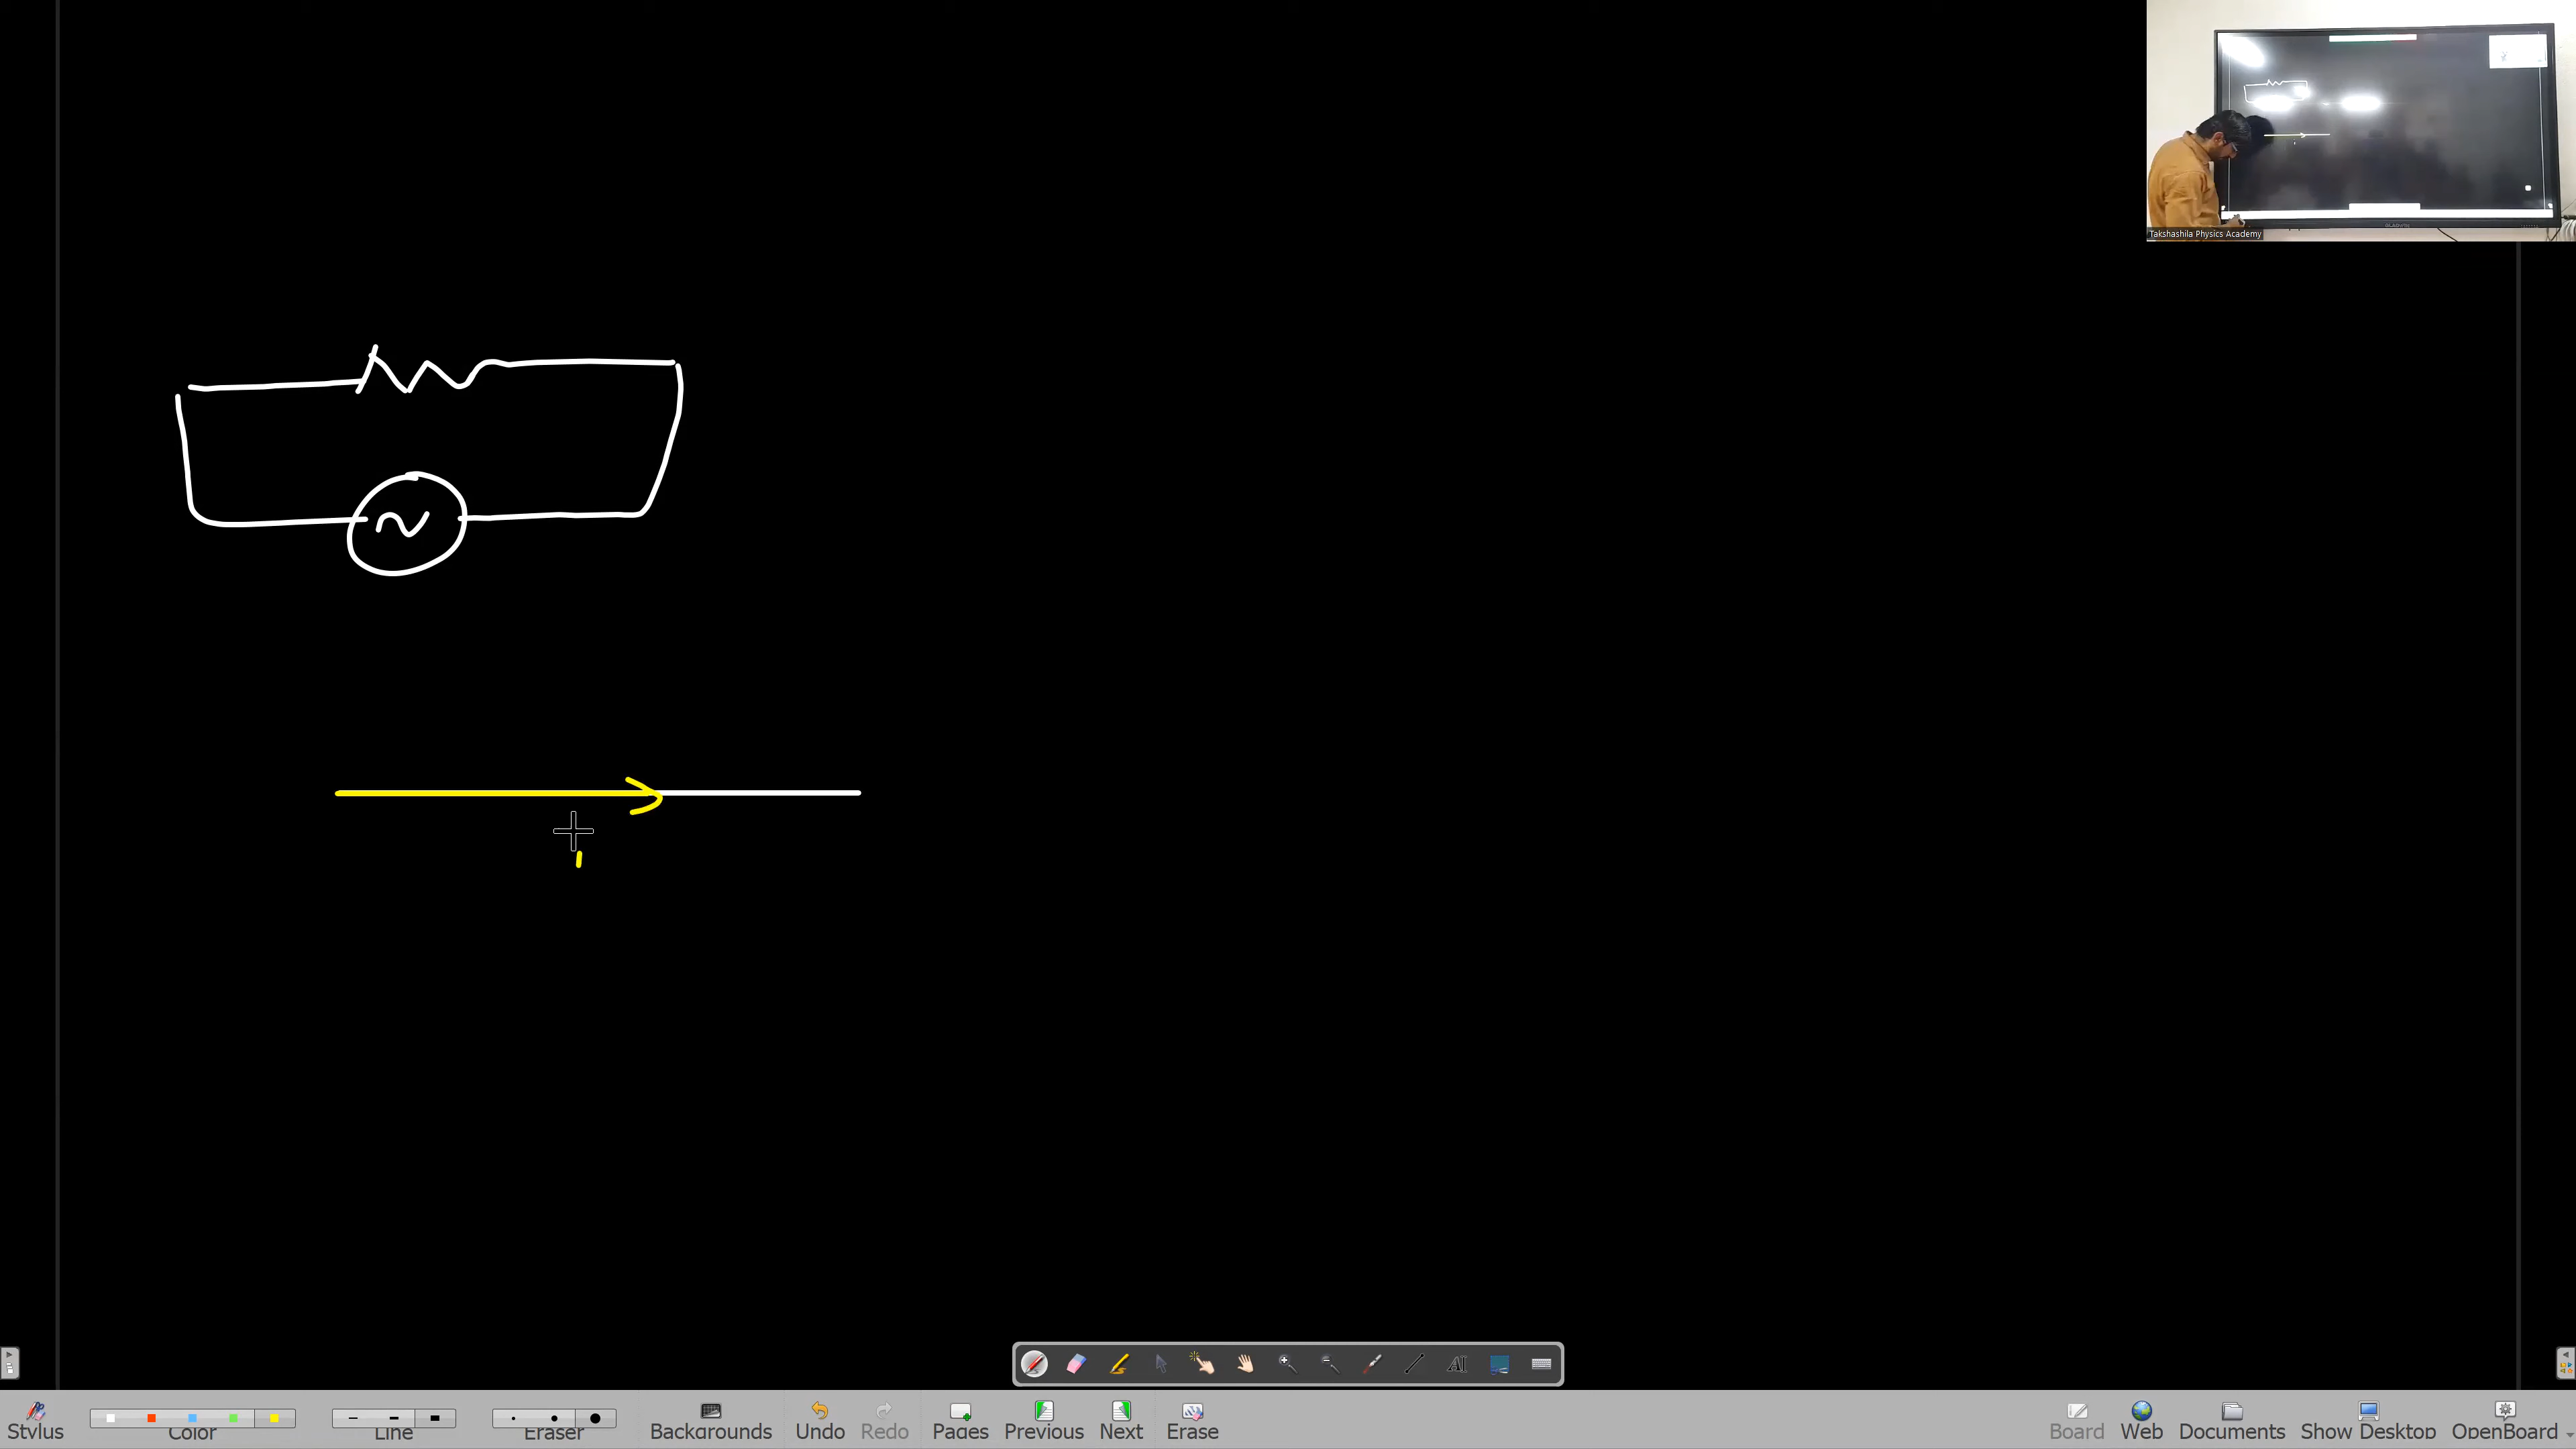 Takshashila Physics Academy
Stylus
Color
Line
Eraser
Backgrounds
Undo
Redo
Pages
Previous
Next
Erase
Board
Web
Documents
Show Desktop
OpenBoard